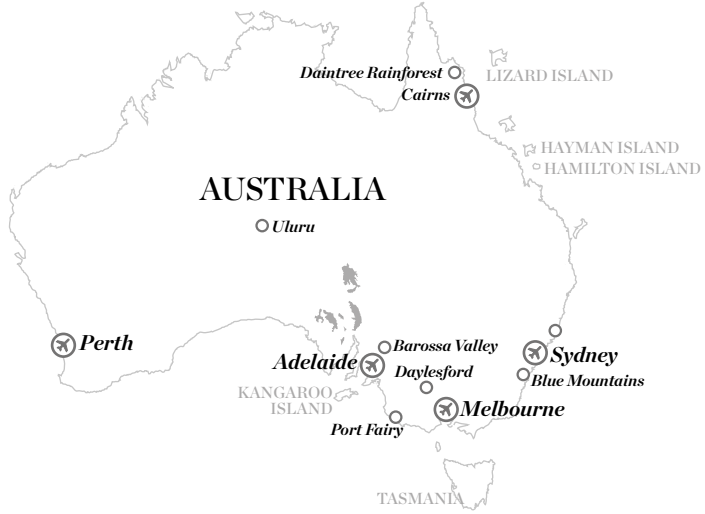 Daintree Rainforest
LIZARD ISLAND
Cairns
HAYMAN ISLAND
HAMILTON ISLAND
AUSTRALIA
Uluru
Perth
Barossa Valley
Sydney
Adelaide
Daylesford
Blue Mountains
KANGAROO
ISLAND
Melbourne
Port Fairy
TASMANIA